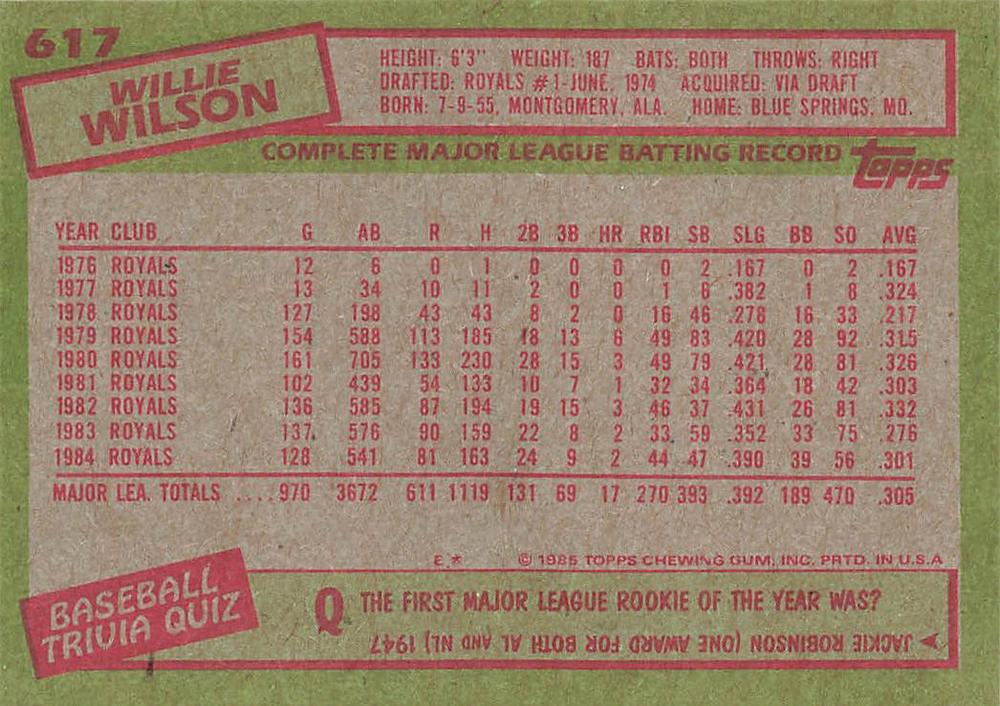 617
WILLIE
WILSON
HEIGHT: 6'3" WEIGHT: 187 BATS: BOTH THROWS: RIGHT
DRAFTED: ROYALS #1-JUNE, 1974 ACQUIRED: VIA DRAFT
BORN: 7-9-55, MONTGOMERY, ALA. HOME: BLUE SPRINGS, MO.
COMPLETE MAJOR LEAGUE BATTING RECORD
topps
YEAR CLUB G AB R H 2B 3B HR RBI SB SLG BB SO AVG
1976 ROYALS 12 6 0 1 0 0 0 0 2 .167 0 2 .167
1977 ROYALS 13 34 10 11 2 0 0 1 6 .382 1 8 .324
1978 ROYALS 127 198 43 43 8 2 0 16 46 .278 16 33 .217
1979 ROYALS 154 588 113 185 18 13 6 49 83 .420 28 92 .315
1980 ROYALS 161 705 133 230 28 15 3 49 79 .421 28 81 .326
1981 ROYALS 102 439 54 133 10 7 1 32 34 .364 18 42 .303
1982 ROYALS 136 585 87 194 19 15 3 46 37 .431 26 81 .332
1983 ROYALS 137 576 90 159 22 8 2 33 59 .352 33 75 .276
1984 ROYALS 128 541 81 163 24 9 2 44 47 .390 39 56 .301
MAJOR LEA. TOTALS ....970 3672 611 1119 131 69 17 270 393 .392 189 470 .305
E* © 1985 TOPPS CHEWING GUM, INC. PRTD. IN U.S.A
BASEBALL
TRIVIA QUIZ
Q THE FIRST MAJOR LEAGUE ROOKIE OF THE YEAR WAS?
JACKIE ROBINSON (ONE AWARD FOR BOTH AL AND NL) 1947